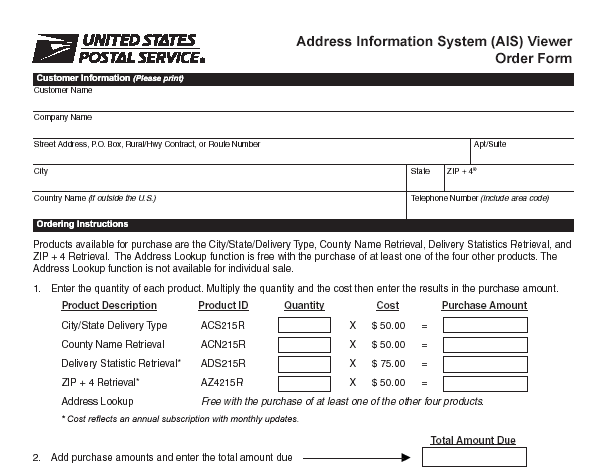 UNITED STATES
POSTAL SERVICE®
Address Information System (AIS) Viewer
Order Form
Customer Information (Please print)
Customer Name
Company Name
Street Address, P.O. Box, Rural/Hwy Contract, or Route Number Apt/Suite
City State ZIP + 4®
Country Name (If outside the U.S.) Telephone Number (Include area code)
Ordering Instructions
Products available for purchase are the City/State/Delivery Type, County Name Retrieval, Delivery Statistics Retrieval, and
ZIP + 4 Retrieval. The Address Lookup function is free with the purchase of at least one of the four other products. The
Address Lookup function is not available for individual sale.
1. Enter the quantity of each product. Multiply the quantity and the cost then enter the results in the purchase amount.
Product Description Product ID Quantity Cost Purchase Amount
City/State Delivery Type ACS215R X $ 50.00 =
County Name Retrieval ACN215R X $ 50.00 =
Delivery Statistic Retrieval* ADS215R X $ 75.00 =
ZIP + 4 Retrieval* AZ4215R X $ 50.00 =
Address Lookup Free with the purchase of at least one of the other four products.
* Cost reflects an annual subscription with monthly updates.
Total Amount Due
2. Add purchase amounts and enter the total amount due